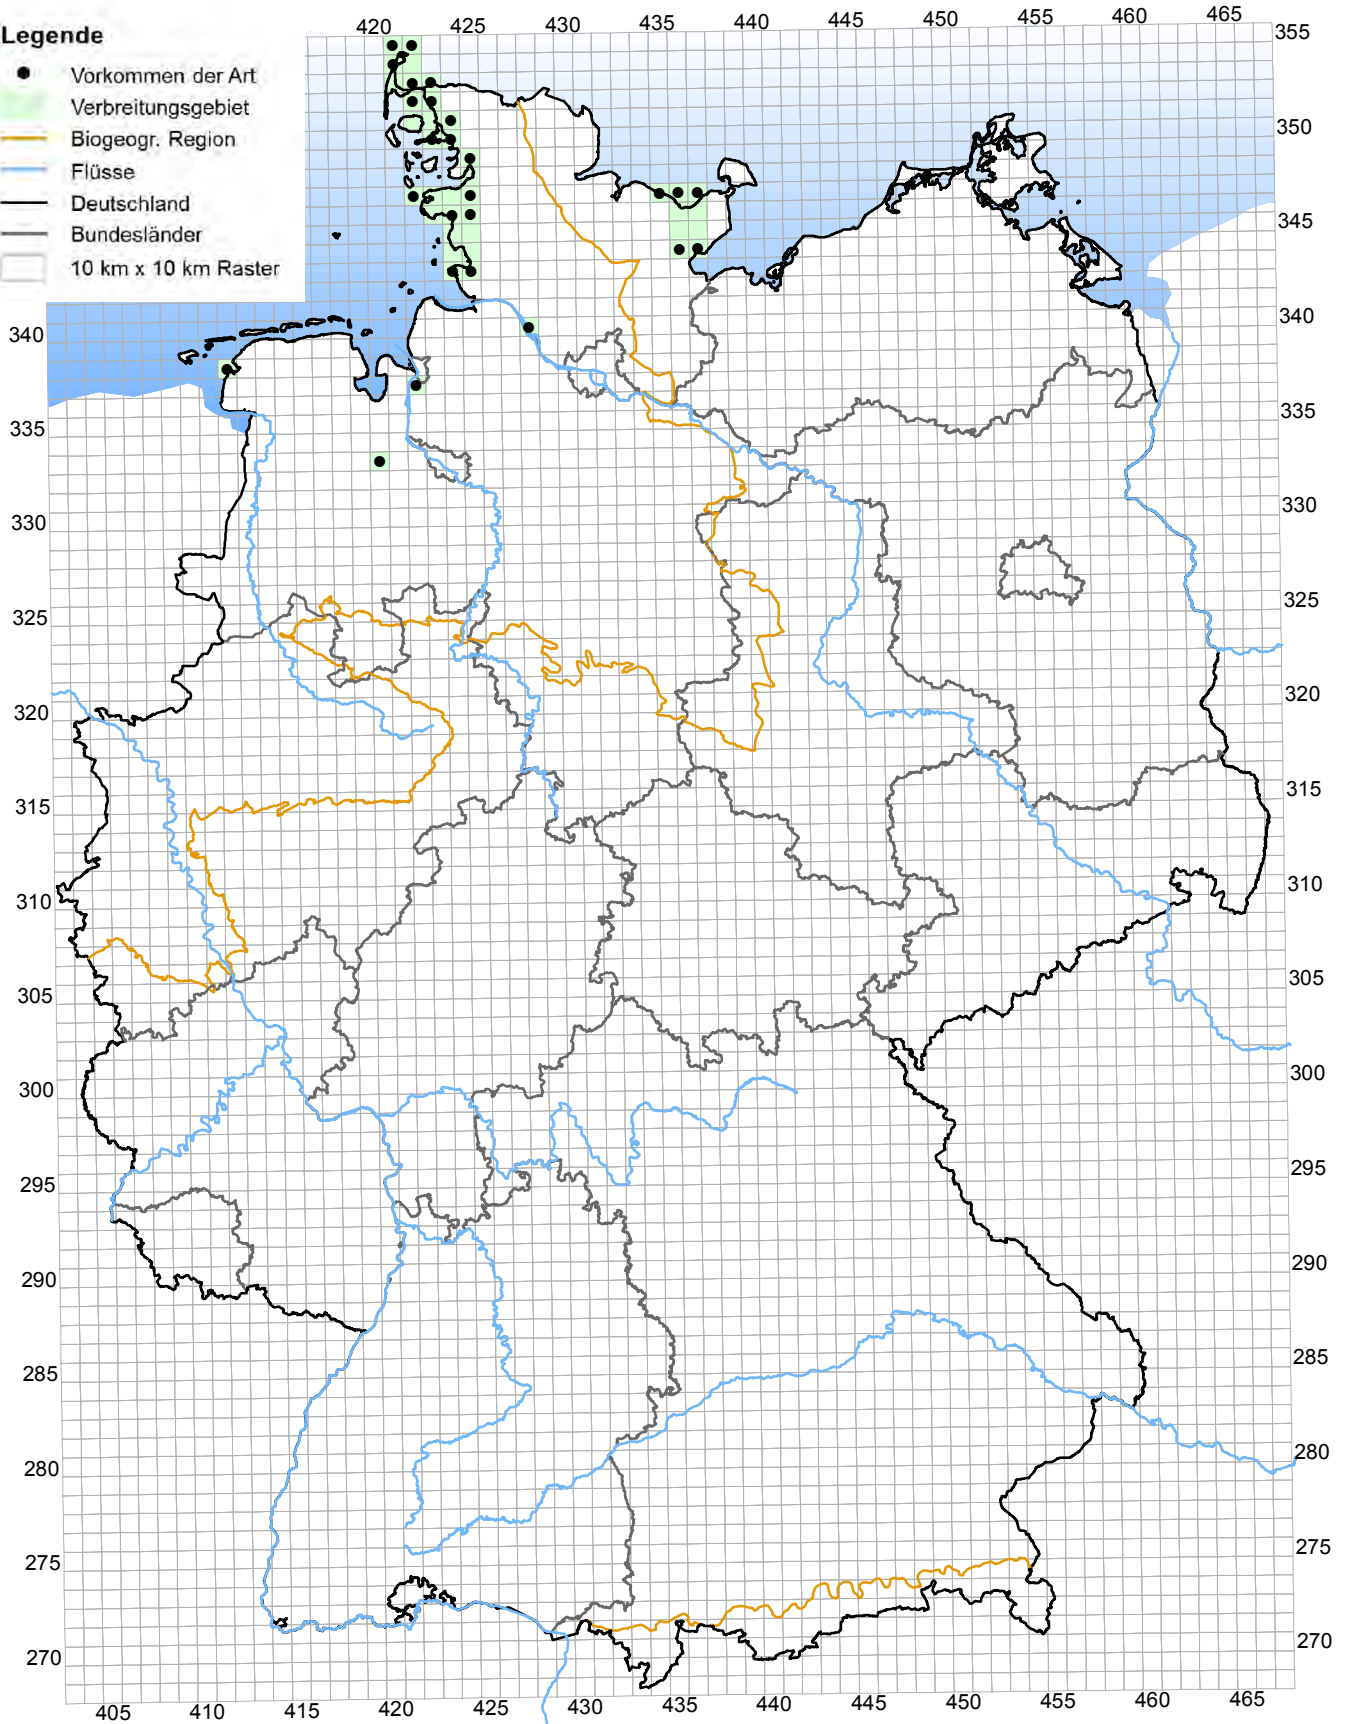 Legende
Vorkommen der Art
Verbreitungsgebiet
Biogeogr. Region
Flüsse
Deutschland
Bundesländer
10 km x 10 km Raster
420 425 430 435 440 445 450 455 460 465
355
350
345
340 340
335 335
330 330
325 325
320 320
315 315
310 310
305 305
300 300
295 295
290 290
285 285
280 280
275 275
270 270
405 410 415 420 425 430 435 440 445 450 455 460 465